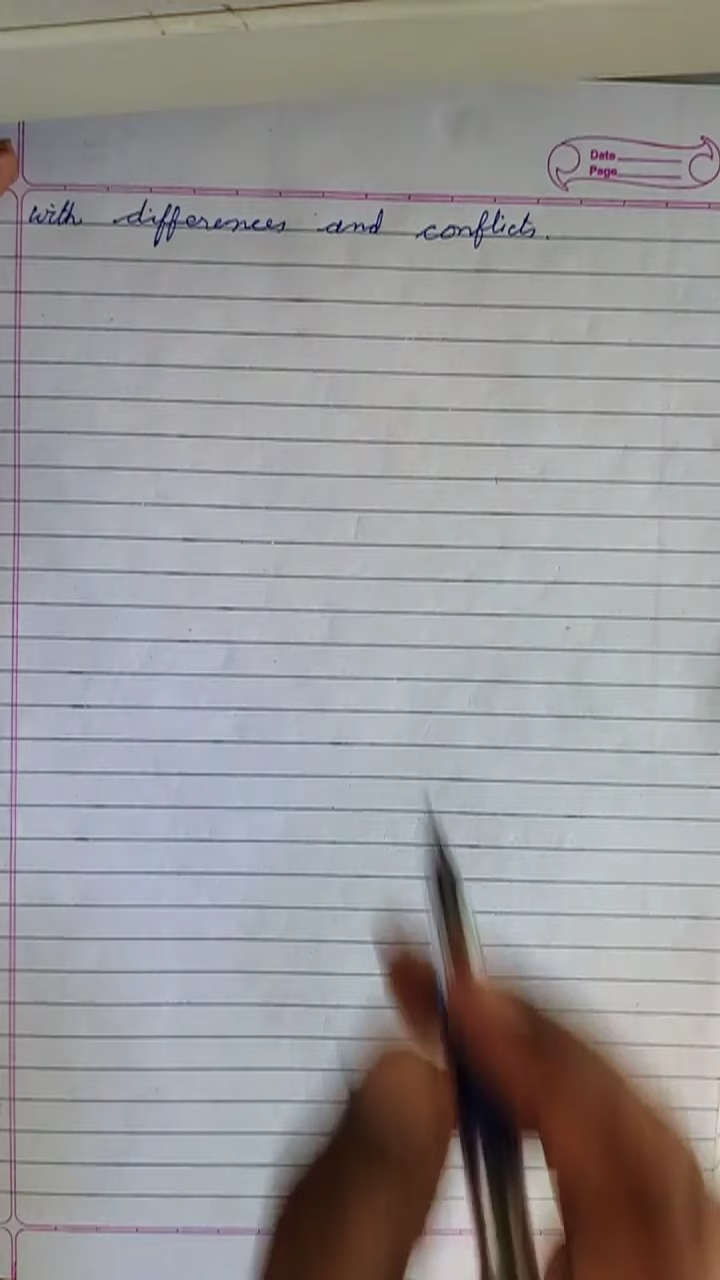 Date
Page
with differences and conflicts.